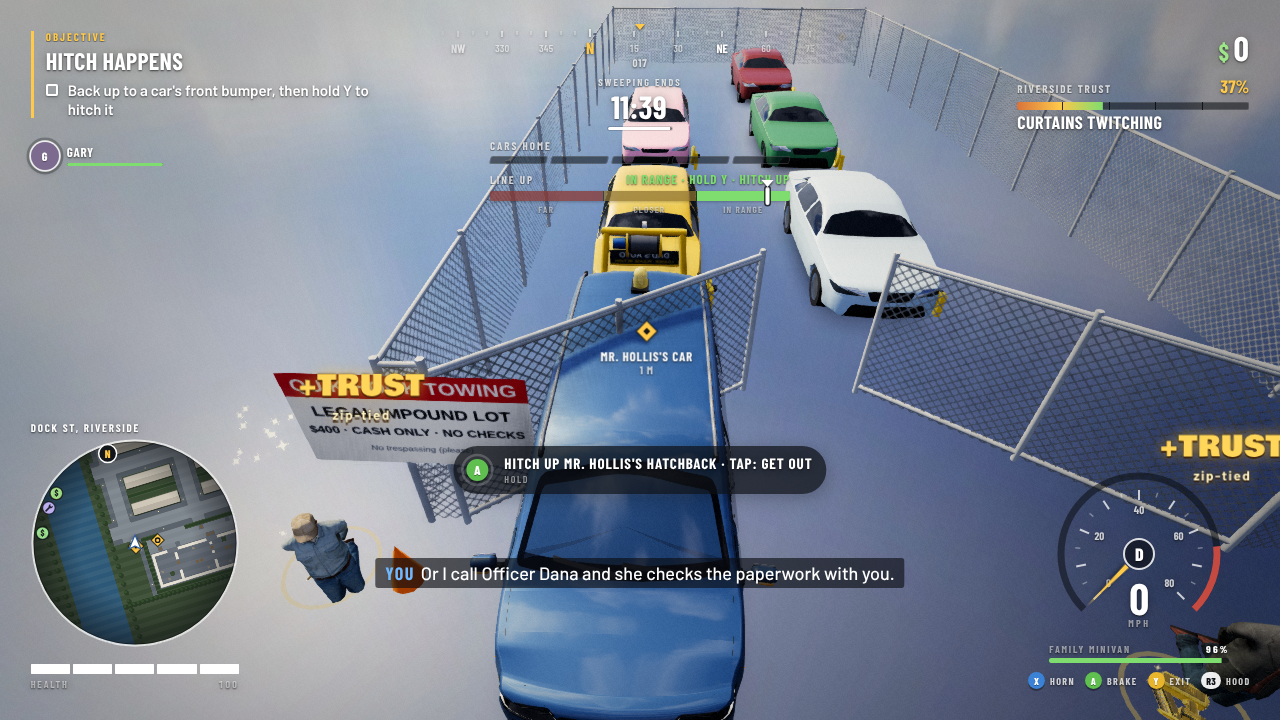 OBJECTIVE
HITCH HAPPENS
Back up to a car's front bumper, then hold Y to
hitch it
G
GARY
NW
330
345
N
15
30
NE
60
75
017
SWEEPING ENDS
11:39
CARS HOME
LINE UP
IN RANGE · HOLD Y · HITCH UP
FAR
CLOSER
IN RANGE
$0
RIVERSIDE TRUST
37%
CURTAINS TWITCHING
MR. HOLLIS'S CAR
1 M
+TRUST
zip-tied
TOWING
LEGAL IMPOUND LOT
$400 · CASH ONLY · NO CHECKS
No trespassing
A
HITCH UP MR. HOLLIS'S HATCHBACK · TAP: GET OUT
HOLD
YOU Or I call Officer Dana and she checks the paperwork with you.
+TRUST
zip-tied
DOCK ST, RIVERSIDE
N
$
$
HEALTH
100
0
20
40
60
80
D
0
MPH
FAMILY MINIVAN
96%
X HORN
A BRAKE
Y EXIT
R3 HOOD